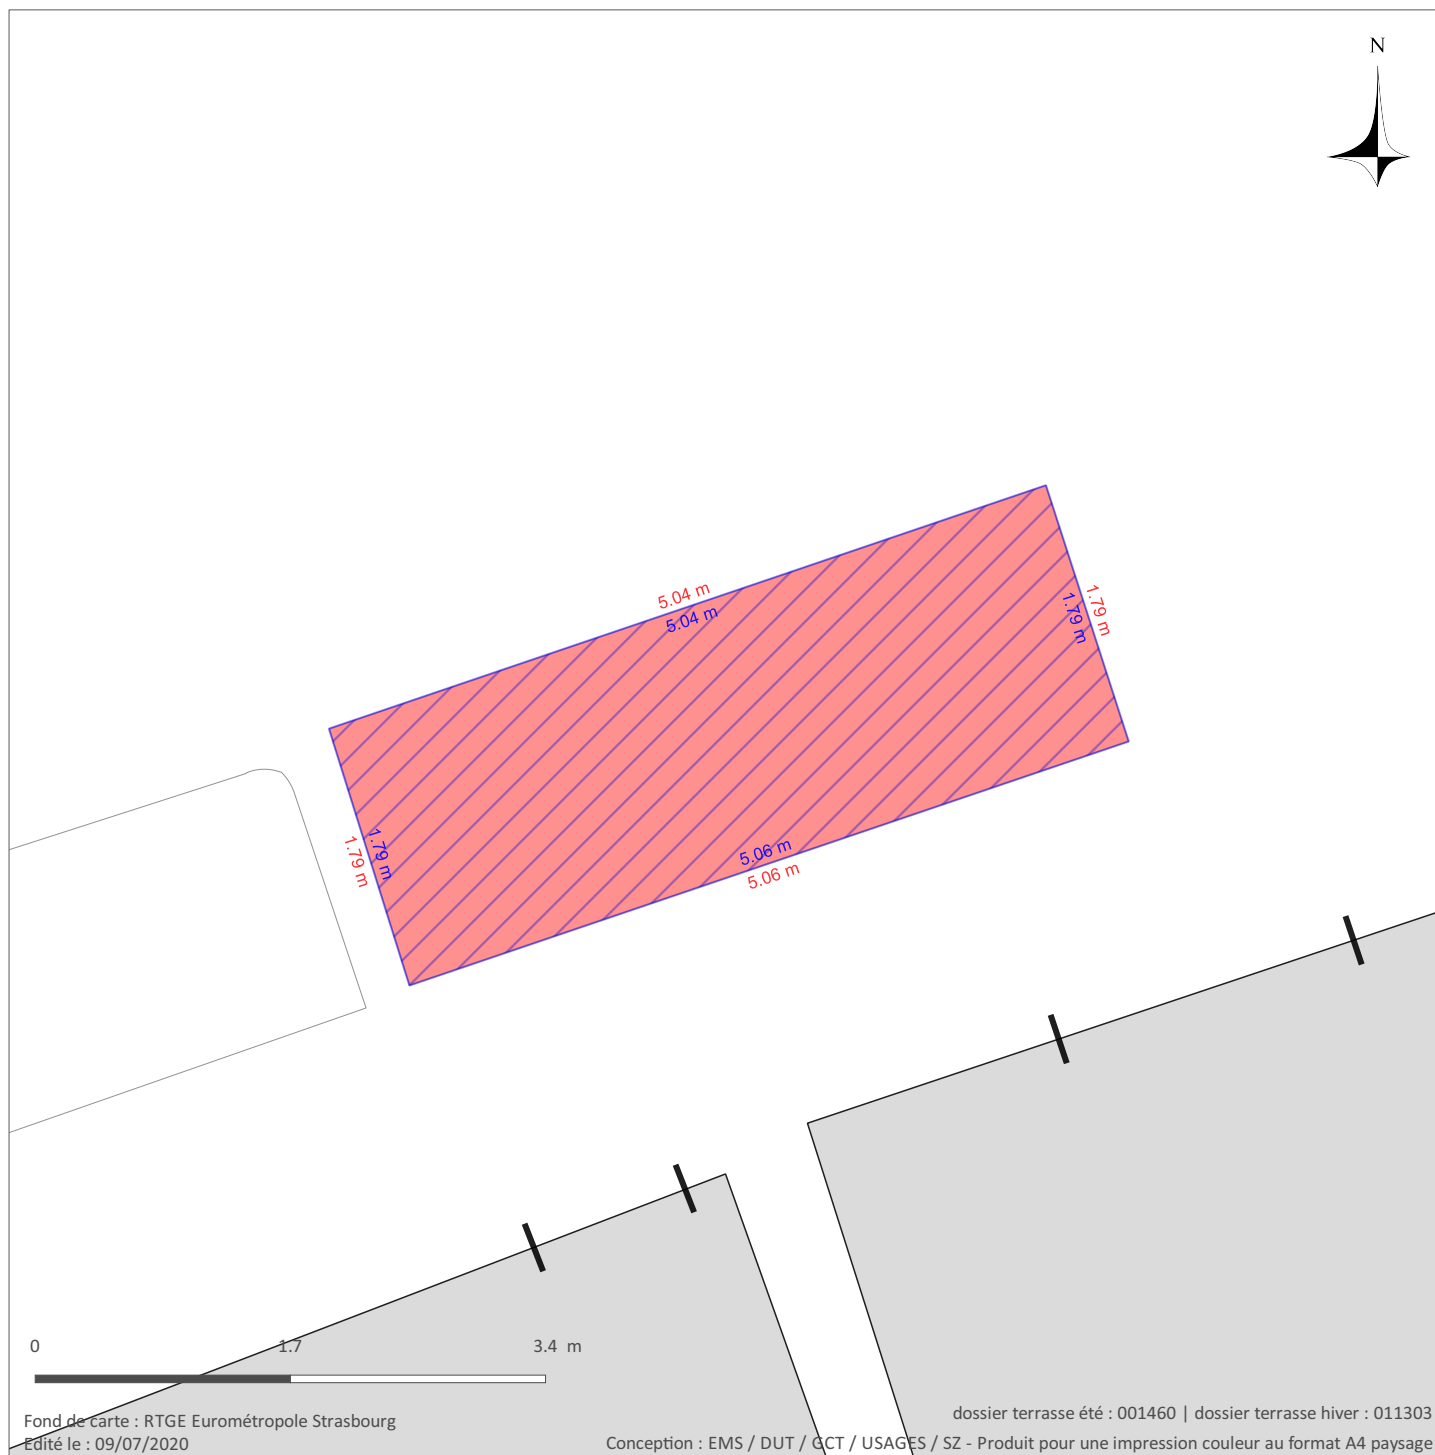 N
5.04 m
5.04 m
1.79 m
1.79 m
1.79 m
1.79 m
5.06 m
5.06 m
0 1.7 3.4 m
Fond de carte : RTGE Eurométropole Strasbourg
Edité le : 09/07/2020
dossier terrasse été : 001460 | dossier terrasse hiver : 011303
Conception : EMS / DUT / GCT / USAGES / SZ - Produit pour une impression couleur au format A4 paysage